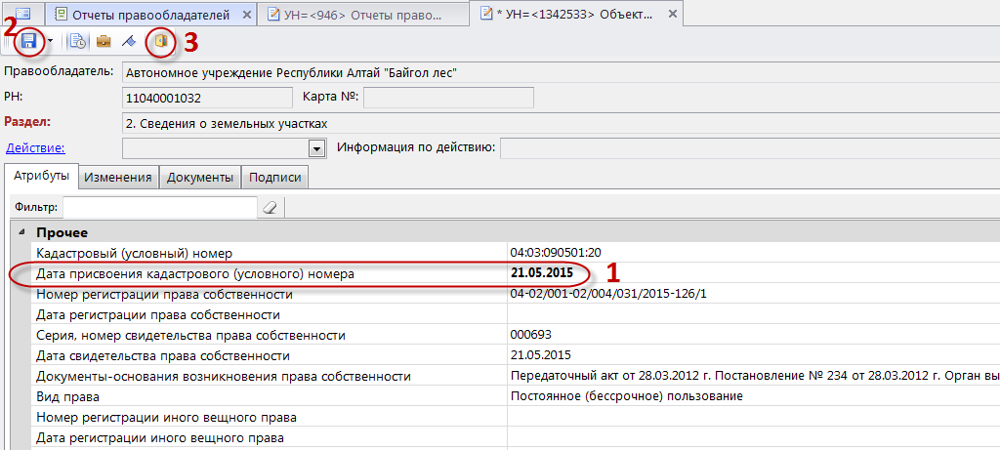 Отчеты правообладателей УН=<946> Отчеты право... * УН=<1342533> Объект...
2 3
Правообладатель: Автономное учреждение Республики Алтай "Байгол лес"
РН: 11040001032 Карта №:
Раздел: 2. Сведения о земельных участках
Действие: Информация по действию:
Атрибуты Изменения Документы Подписи
Фильтр:
Прочее
Кадастровый (условный) номер 04:03:090501:20
Дата присвоения кадастрового (условного) номера 21.05.2015 1
Номер регистрации права собственности 04-02/001-02/004/031/2015-126/1
Дата регистрации права собственности
Серия, номер свидетельства права собственности 000693
Дата свидетельства права собственности 21.05.2015
Документы-основания возникновения права собственности Передаточный акт от 28.03.2012 г. Постановление № 234 от 28.03.2012 г. Орган вы
Вид права Постоянное (бессрочное) пользование
Номер регистрации иного вещного права
Дата регистрации иного вещного права